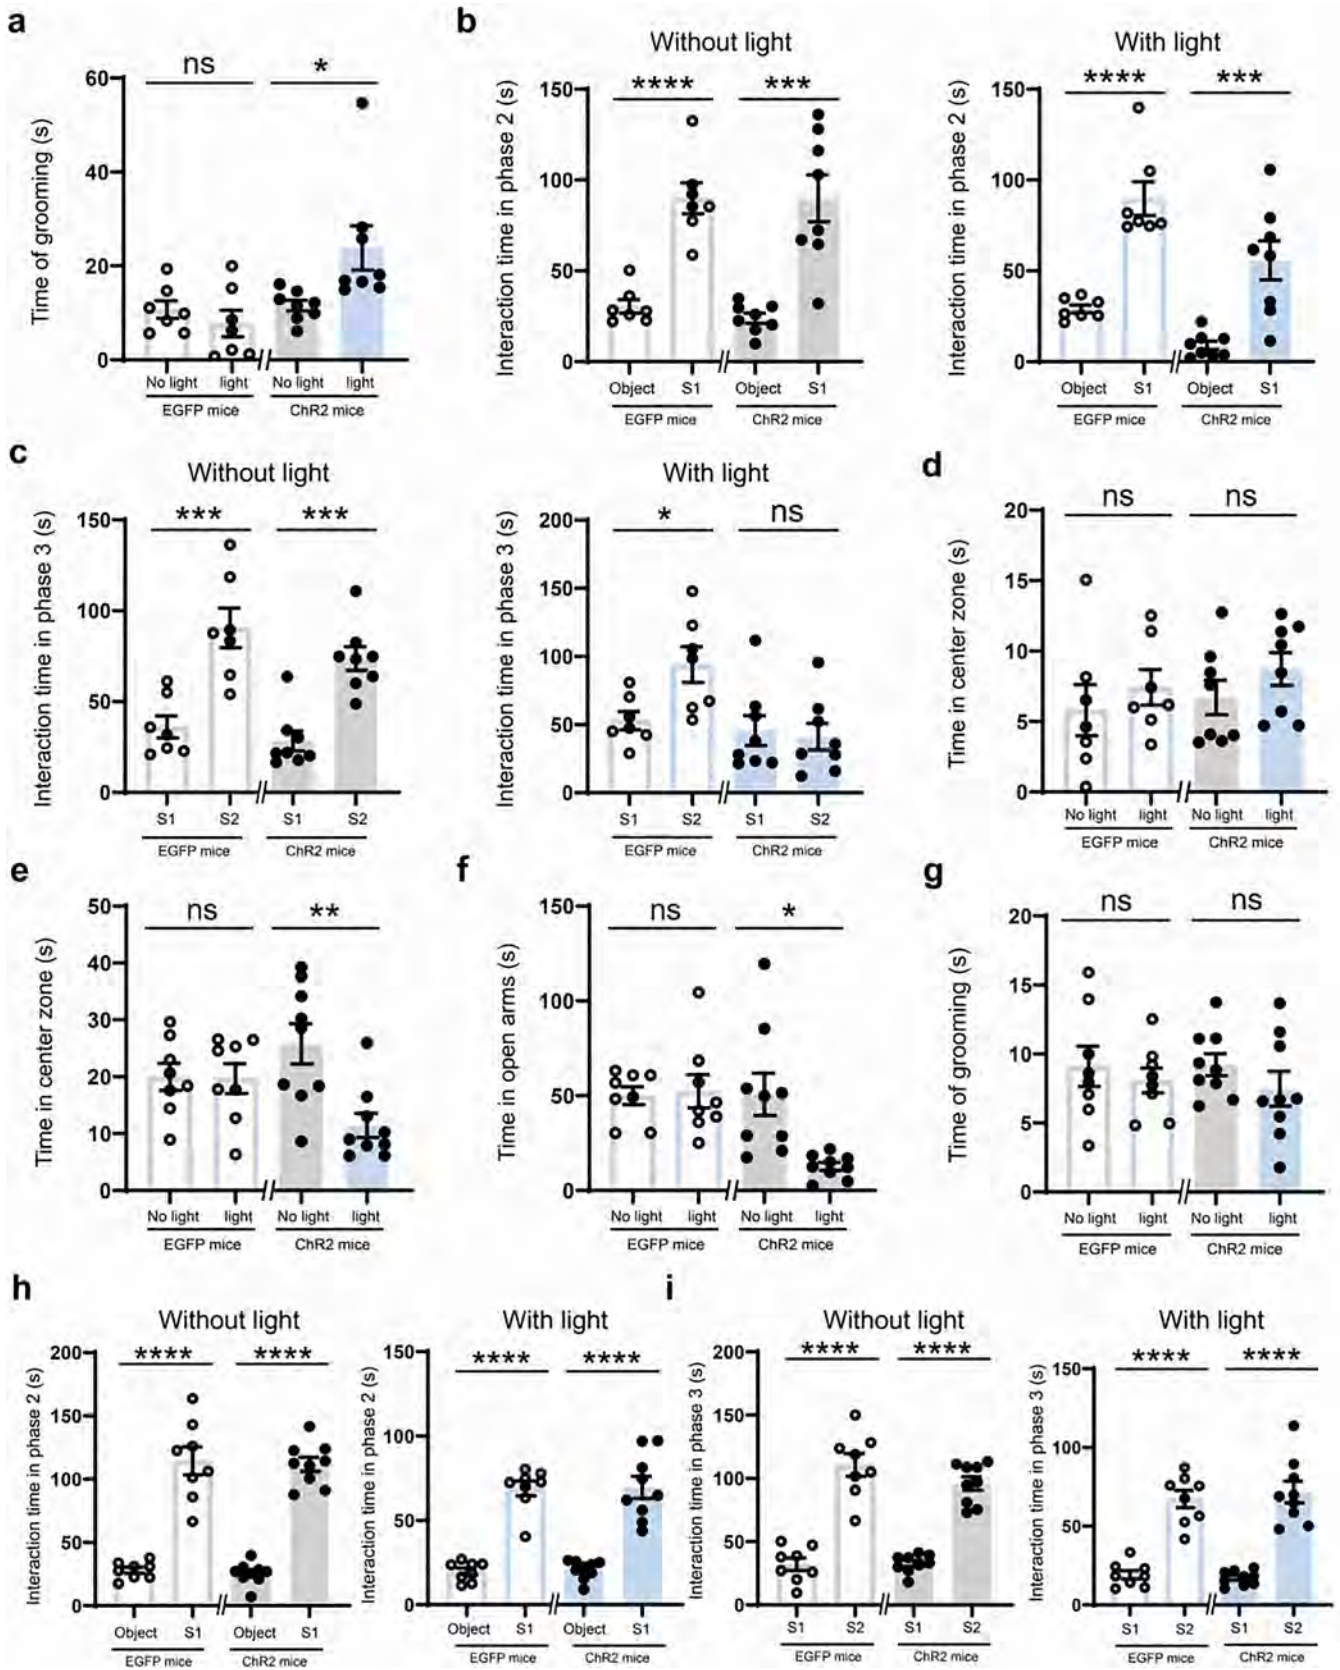 a
Time of grooming (s)
60
40
20
0
ns
*
No light
light
No light
light
EGFP mice
ChR2 mice
b
Without light
Interaction time in phase 2 (s)
150
100
50
0
****
***
Object
S1
Object
S1
EGFP mice
ChR2 mice
With light
Interaction time in phase 2 (s)
150
100
50
0
****
***
Object
S1
Object
S1
EGFP mice
ChR2 mice
c
Without light
Interaction time in phase 3 (s)
150
100
50
0
***
***
S1
S2
S1
S2
EGFP mice
ChR2 mice
With light
Interaction time in phase 3 (s)
200
150
100
50
0
*
ns
S1
S2
S1
S2
EGFP mice
ChR2 mice
d
Time in center zone (s)
20
15
10
5
0
ns
ns
No light
light
No light
light
EGFP mice
ChR2 mice
e
Time in center zone (s)
50
40
30
20
10
0
ns
**
No light
light
No light
light
EGFP mice
ChR2 mice
f
Time in open arms (s)
150
100
50
0
ns
*
No light
light
No light
light
EGFP mice
ChR2 mice
g
Time of grooming (s)
20
15
10
5
0
ns
ns
No light
light
No light
light
EGFP mice
ChR2 mice
h
Without light
Interaction time in phase 2 (s)
200
150
100
50
0
****
****
Object
S1
Object
S1
EGFP mice
ChR2 mice
With light
Interaction time in phase 2 (s)
150
100
50
0
****
****
Object
S1
Object
S1
EGFP mice
ChR2 mice
i
Without light
Interaction time in phase 3 (s)
200
150
100
50
0
****
****
S1
S2
S1
S2
EGFP mice
ChR2 mice
With light
Interaction time in phase 3 (s)
150
100
50
0
****
****
S1
S2
S1
S2
EGFP mice
ChR2 mice